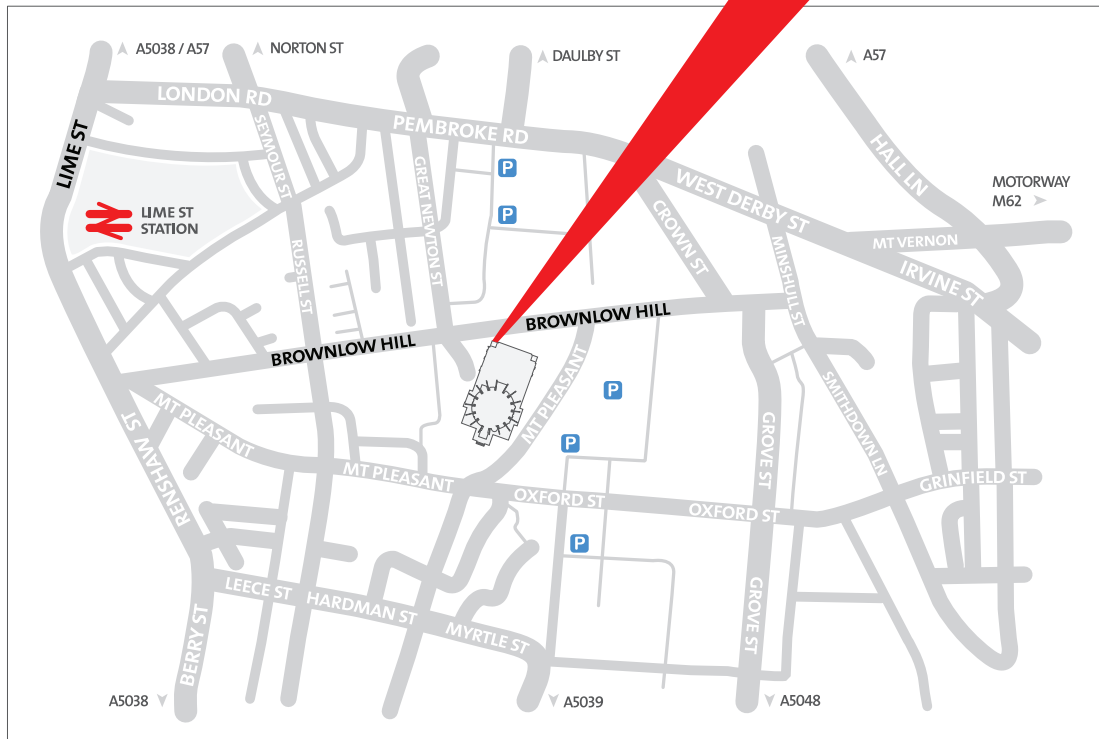 A5038 / A57
NORTON ST
DAULBY ST
A57
LONDON RD
PEMBROKE RD
LIME ST
SEYMOUR ST
GREAT NEWTON ST
HALL LN
WEST DERBY ST
MOTORWAY
M62
LIME ST
STATION
CROWN ST
MT VERNON
RUSSELL ST
MINSHULL ST
IRVINE ST
P
P
BROWNLOW HILL
BROWNLOW HILL
MT PLEASANT
P
MT PLEASANT
RENSHAW ST
P
SMITHDOWN LN
GROVE ST
MT PLEASANT
OXFORD ST
OXFORD ST
GRINFIELD ST
P
LEECE ST
HARDMAN ST
MYRTLE ST
GROVE ST
BERRY ST
A5038
A5039
A5048